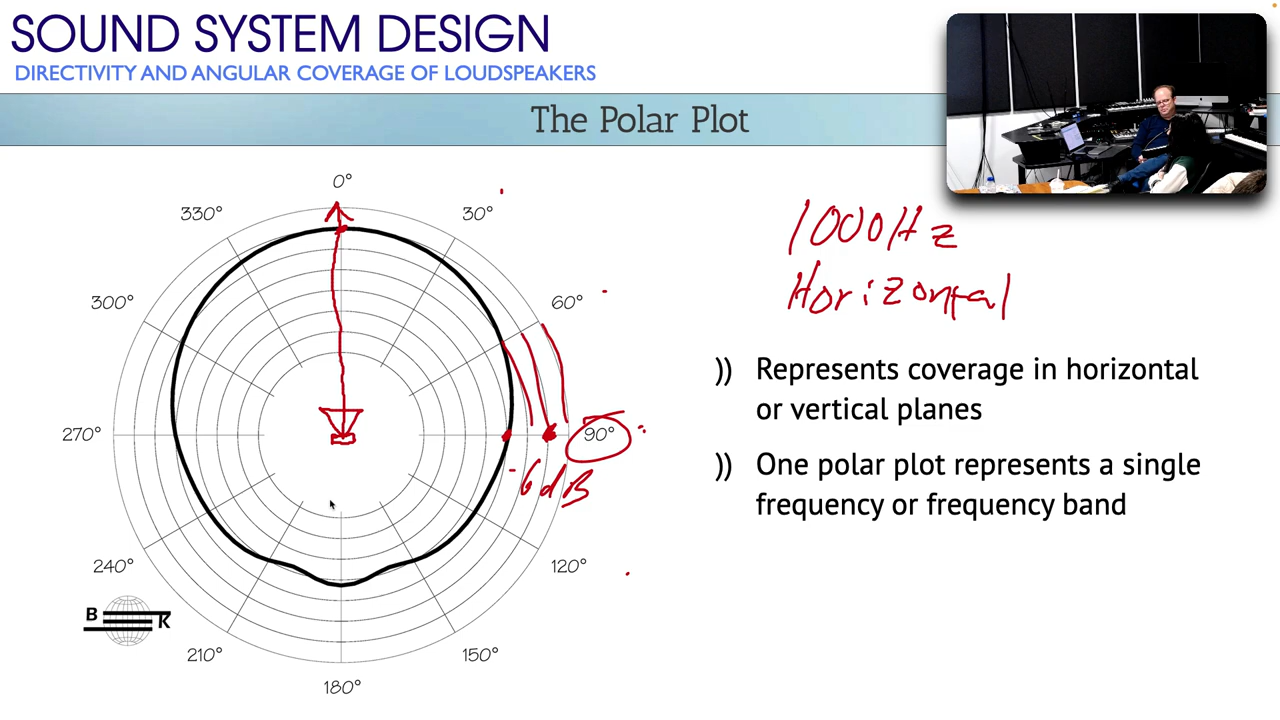 SOUND SYSTEM DESIGN
DIRECTIVITY AND ANGULAR COVERAGE OF LOUDSPEAKERS
The Polar Plot
0°
330°
30°
300°
60°
270°
90°
-6dB
240°
120°
210°
150°
180°
B K
1000Hz
Horizontal
)) Represents coverage in horizontal
or vertical planes
)) One polar plot represents a single
frequency or frequency band